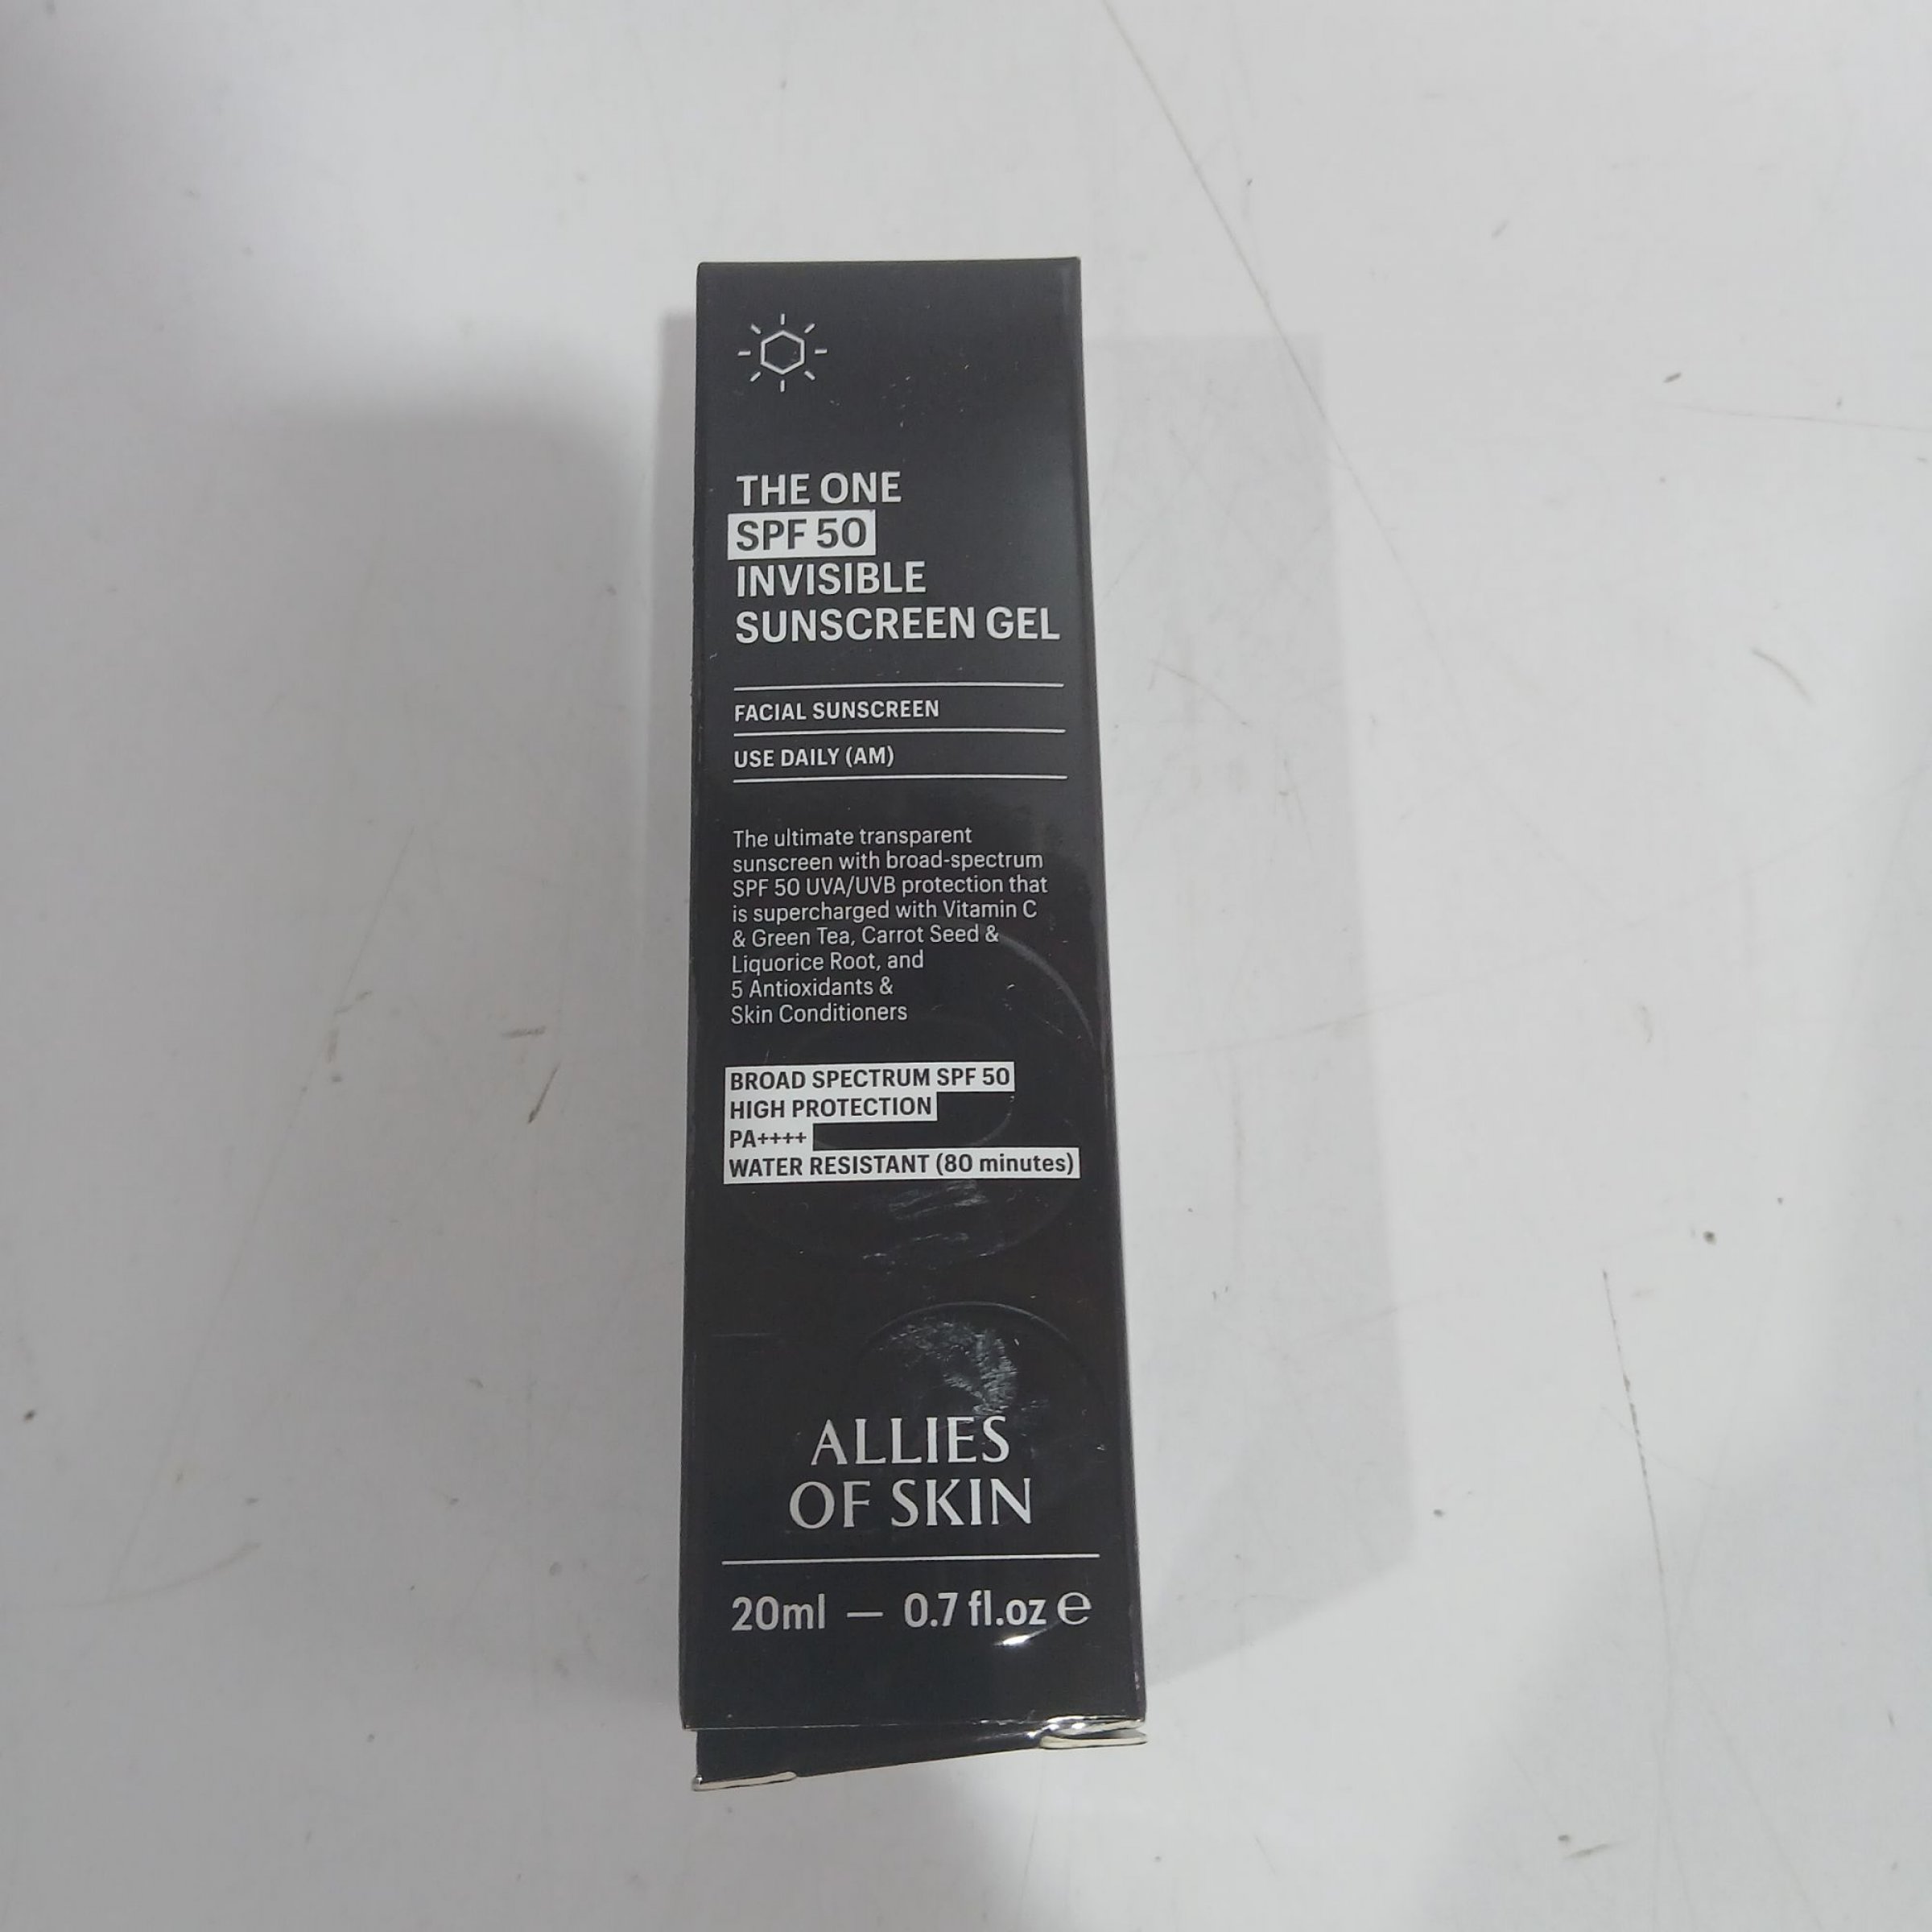 THE ONE
SPF 50
INVISIBLE
SUNSCREEN GEL
FACIAL SUNSCREEN
USE DAILY (AM)
The ultimate transparent
sunscreen with broad-spectrum
SPF 50 UVA/UVB protection that
is supercharged with Vitamin C
& Green Tea, Carrot Seed &
Liquorice Root, and
5 Antioxidants &
Skin Conditioners
BROAD SPECTRUM SPF 50
HIGH PROTECTION
PA++++
WATER RESISTANT (80 minutes)
ALLIES
OF SKIN
20ml — 0.7 fl.oz ℮